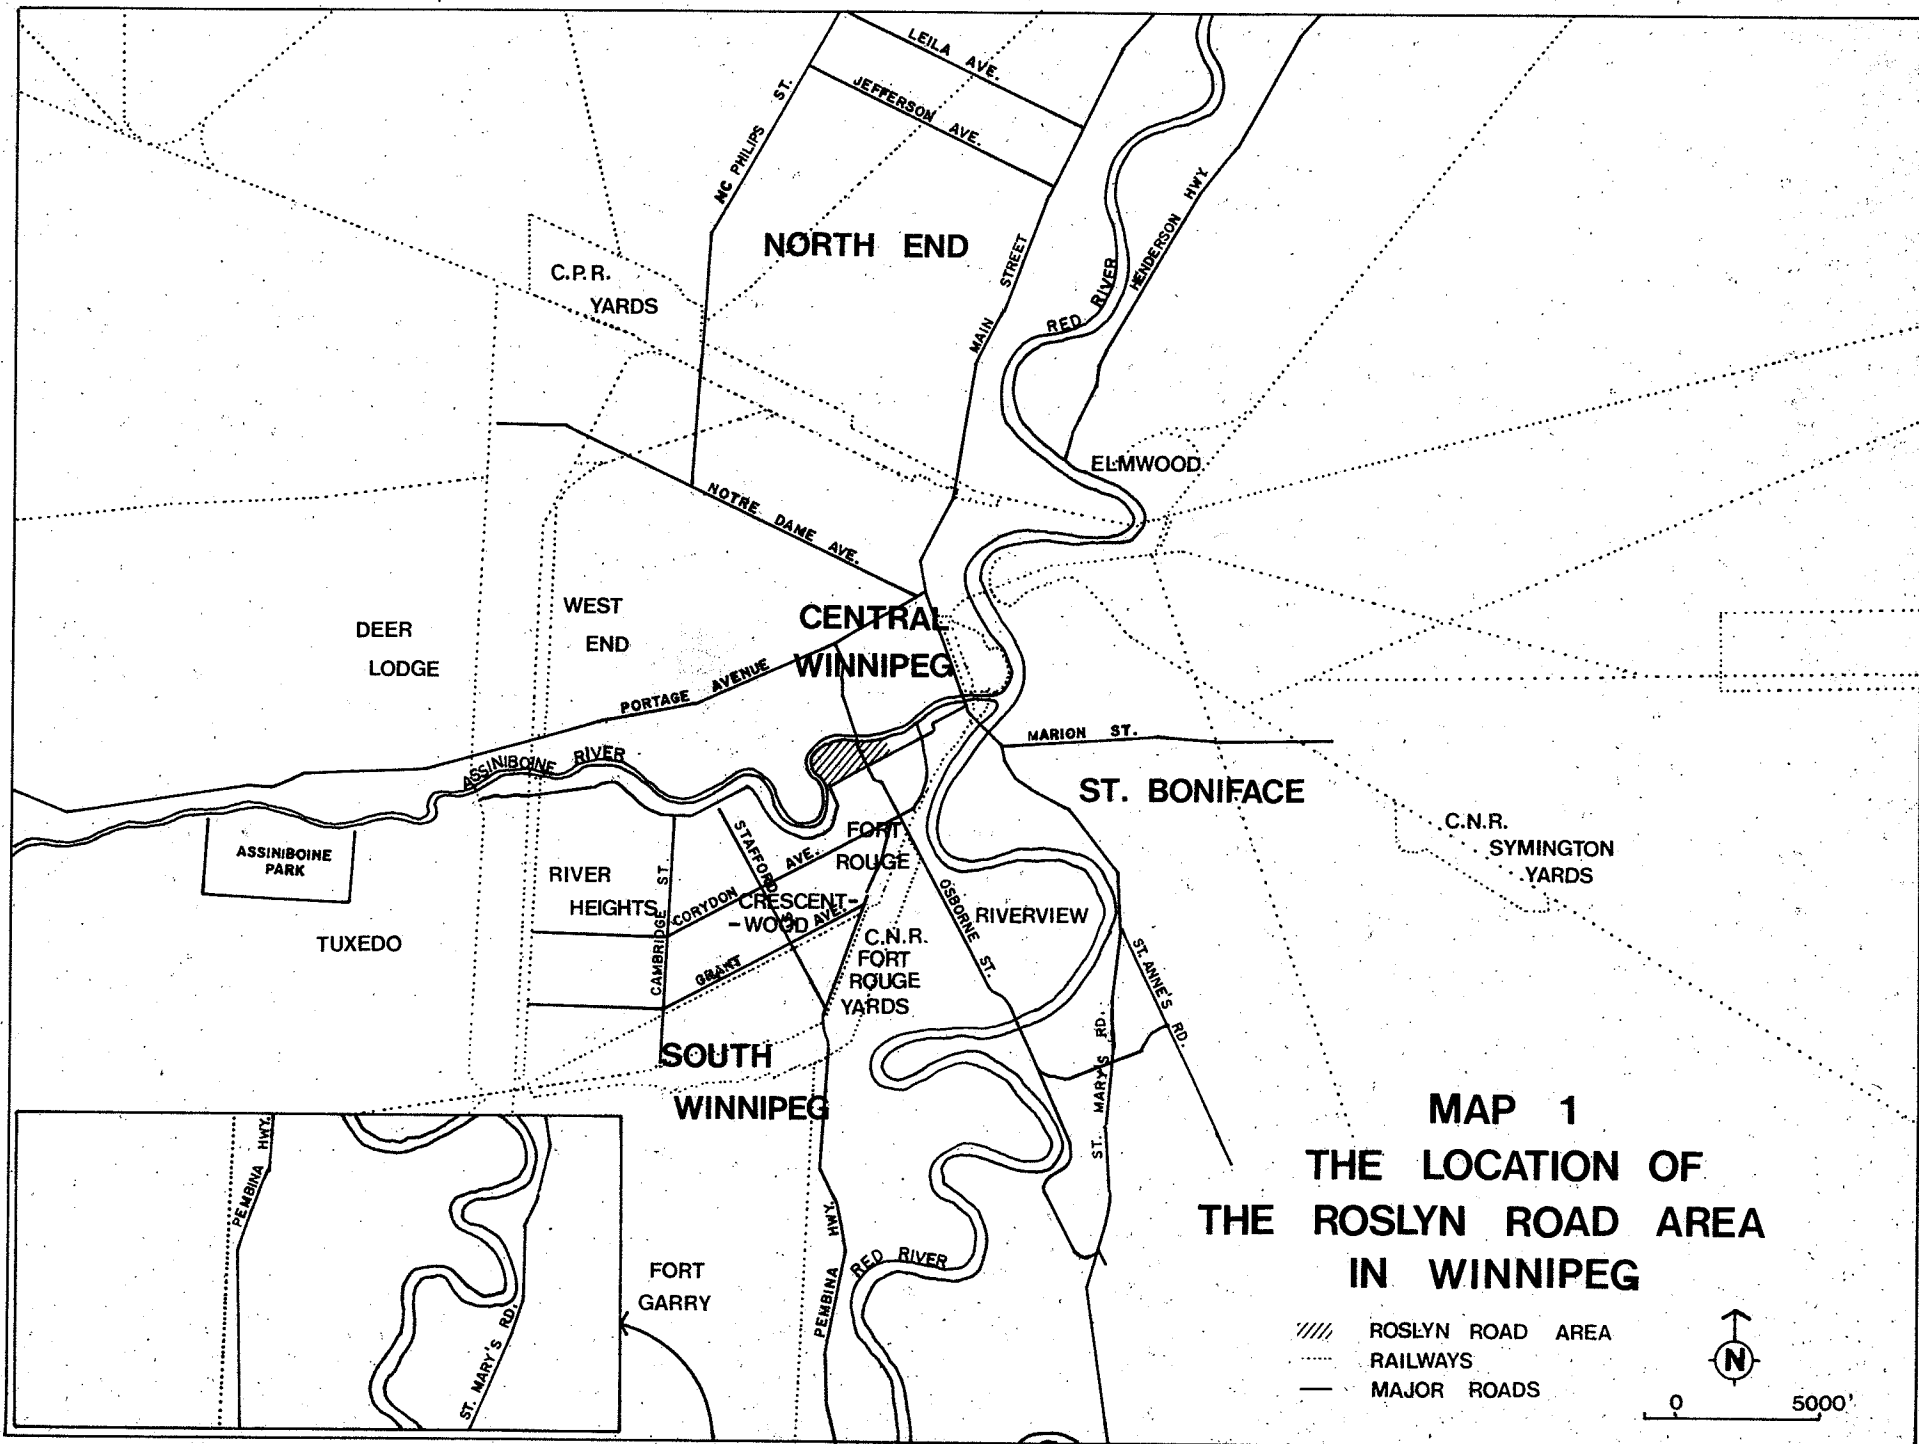 LEILA AVE.
JEFFERSON AVE.
MC PHILIPS ST.
NORTH END
C.P.R.
YARDS
MAIN STREET
RED RIVER
HENDERSON HWY
ELMWOOD
NOTRE DAME AVE.
WEST
END
DEER
LODGE
CENTRAL
WINNIPEG
PORTAGE AVENUE
ASSINIBOINE RIVER
MARION ST.
ST. BONIFACE
C.N.R.
SYMINGTON
YARDS
ASSINIBOINE
PARK
TUXEDO
RIVER
HEIGHTS
CAMBRIDGE ST
STAFFORD ST
CORYDON AVE.
FORT
ROUGE
CRESCENT-
-WOOD
GRANT AVE.
C.N.R.
FORT
ROUGE
YARDS
OSBORNE ST.
RIVERVIEW
ST. ANNE'S RD.
ST. MARY'S RD.
SOUTH
WINNIPEG
PEMBINA HWY.
RED RIVER
FORT
GARRY
PEMBINA HWY.
ST. MARY'S RD.
MAP 1
THE LOCATION OF
THE ROSLYN ROAD AREA
IN WINNIPEG
ROSLYN ROAD AREA
RAILWAYS
MAJOR ROADS
N
0 5000'